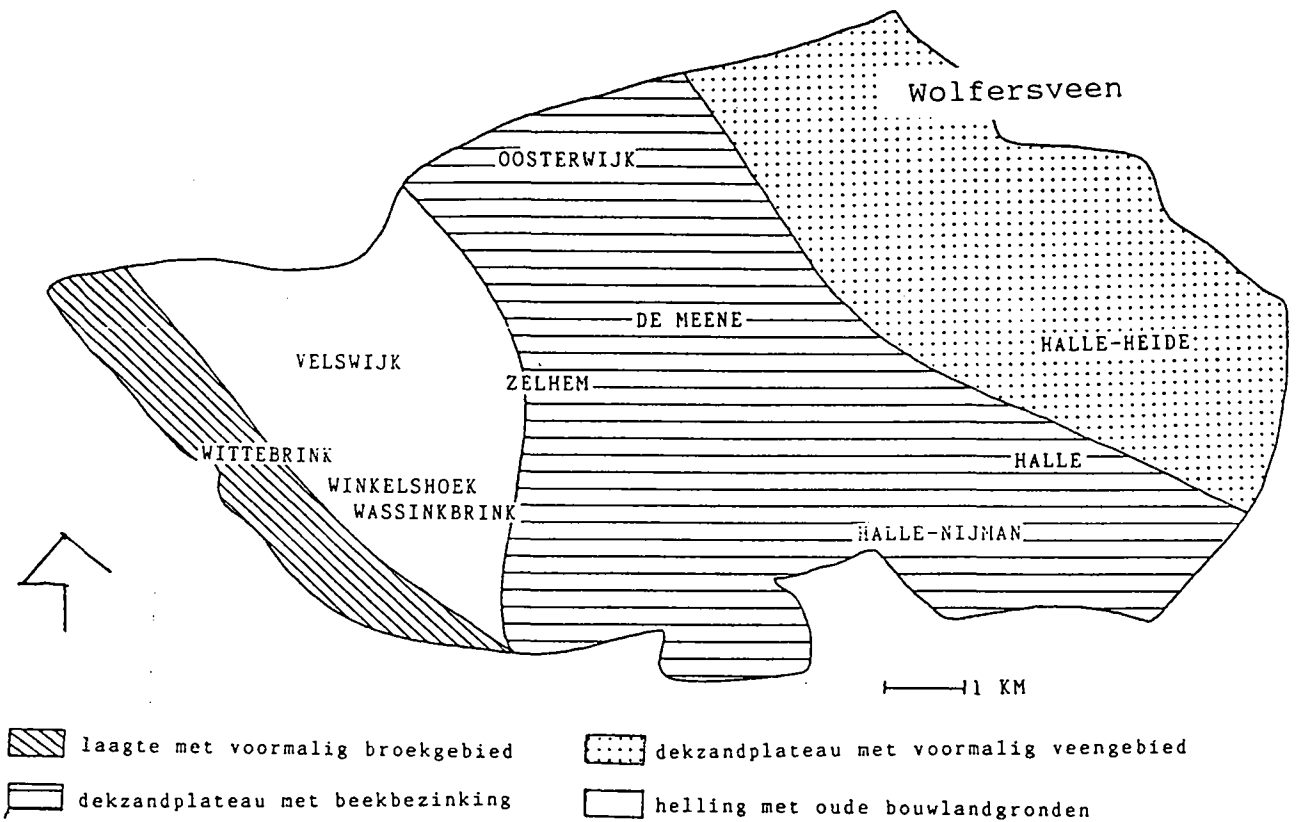 Wolfersveen
OOSTERWIJK
DE MEENE
HALLE-HEIDE
VELSWIJK
ZELHEM
WITTEBRINK
HALLE
WINKELSHOEK
WASSINKBRINK
HALLE-NIJMAN
1 KM
laagte met voormalig broekgebied
dekzandplateau met voormalig veengebied
dekzandplateau met beekbezinking
helling met oude bouwlandgronden